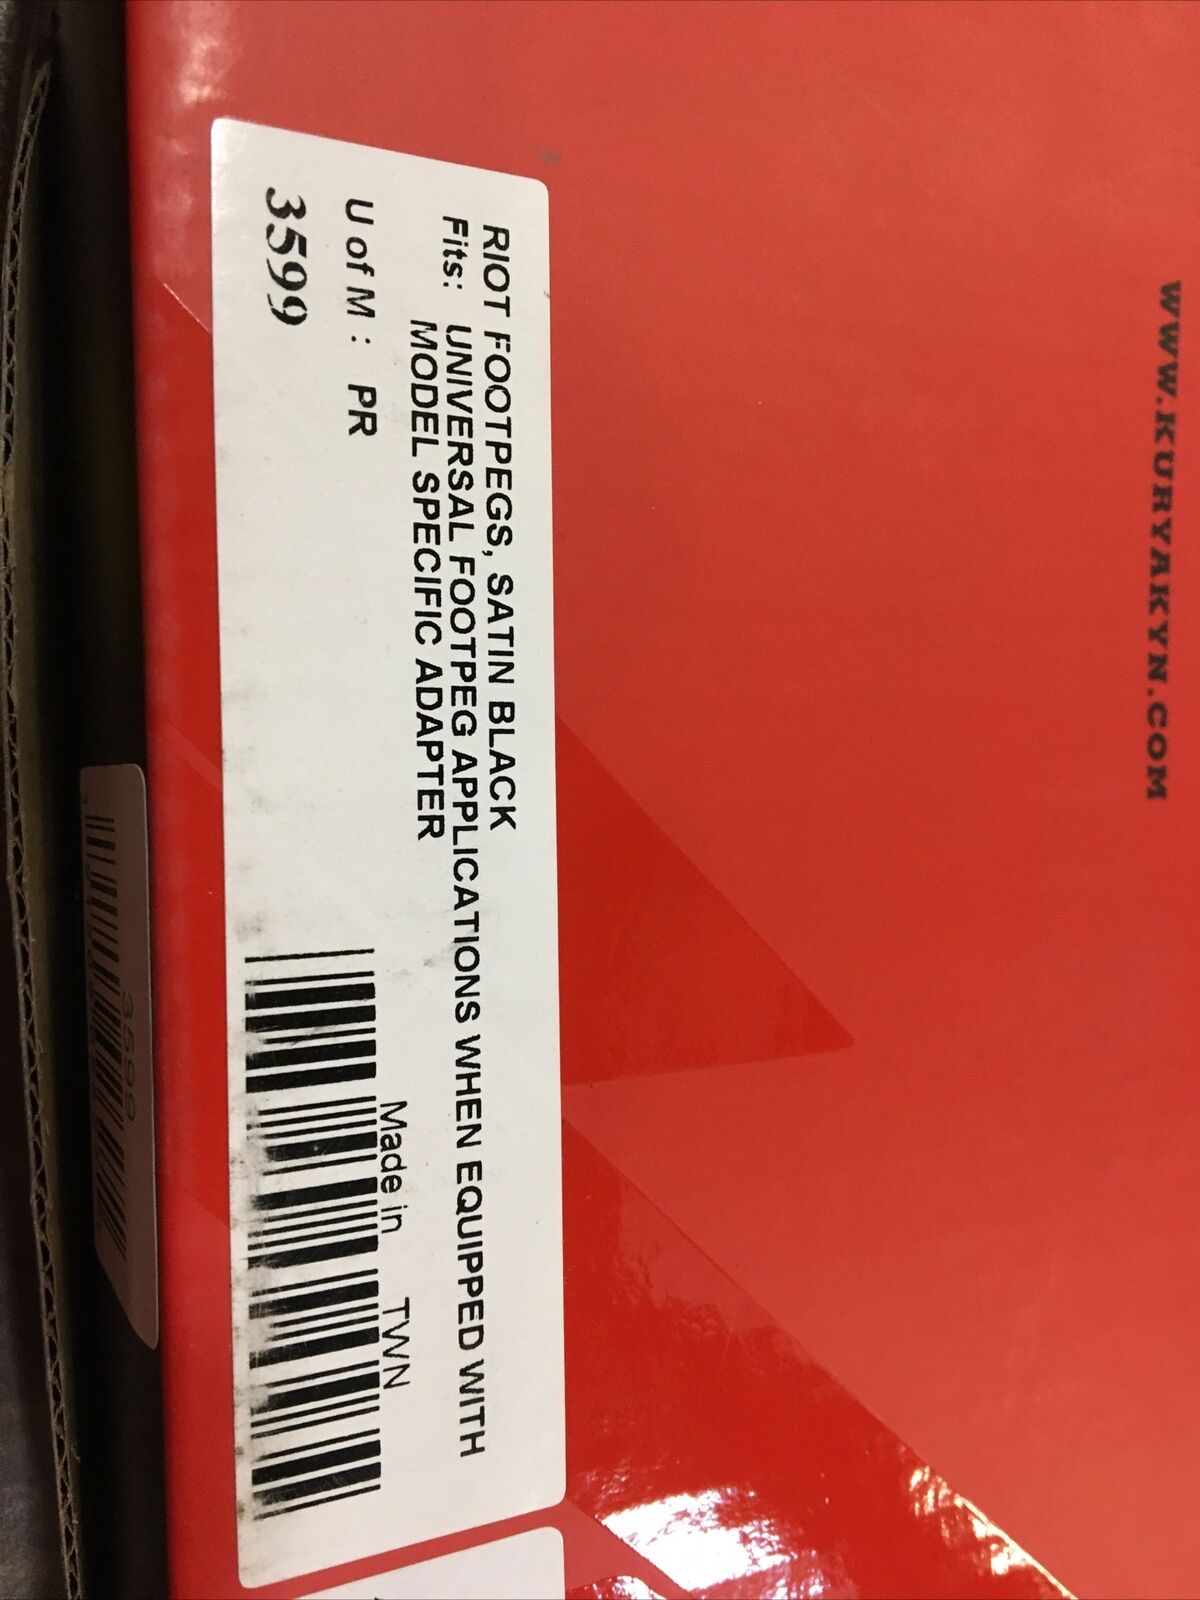 WWW.KURYAKYN.COM
RIOT FOOTPEGS, SATIN BLACK
Fits: UNIVERSAL FOOTPEG APPLICATIONS WHEN EQUIPPED WITH
MODEL SPECIFIC ADAPTER
U of M : PR
Made in TWN
3599
3599